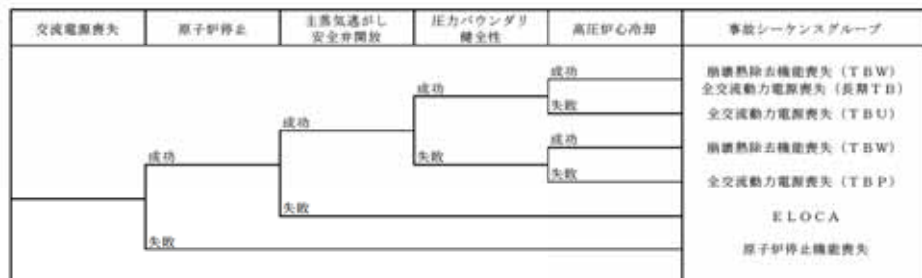 交流電源喪失
原子炉停止
主蒸気逃がし
安全弁開放
圧力バウンダリ
健全性
高圧炉心冷却
事故シーケンスグループ
成功
崩壊熱除去機能喪失（ＴＢＷ）
全交流動力電源喪失（長期ＴＢ）
成功
失敗
全交流動力電源喪失（ＴＢＵ）
成功
成功
崩壊熱除去機能喪失（ＴＢＷ）
成功
失敗
失敗
全交流動力電源喪失（ＴＢＰ）
失敗
ＥＬＯＣＡ
失敗
原子炉停止機能喪失